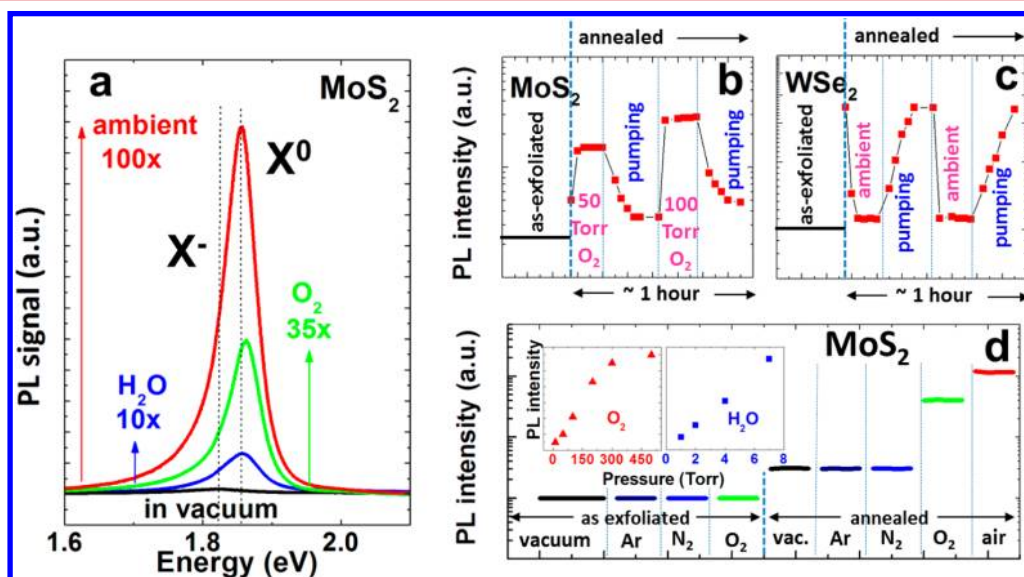 a
MoS₂
ambient
100x
X⁰
X⁻
O₂
35x
H₂O
10x
in vacuum
PL signal (a.u.)
1.6
1.8
2.0
Energy (eV)
annealed
b
MoS₂
PL intensity (a.u.)
as-exfoliated
50
Torr
O₂
pumping
100
Torr
O₂
pumping
~ 1 hour
annealed
c
WSe₂
PL intensity (a.u.)
as-exfoliated
ambient
pumping
ambient
pumping
~ 1 hour
MoS₂
d
PL intensity (a.u.)
PL intensity
O₂
H₂O
0 150 300 450
0 2 4 6 8
Pressure (Torr)
as exfoliated
annealed
vacuum Ar N₂ O₂ vac. Ar N₂ O₂ air